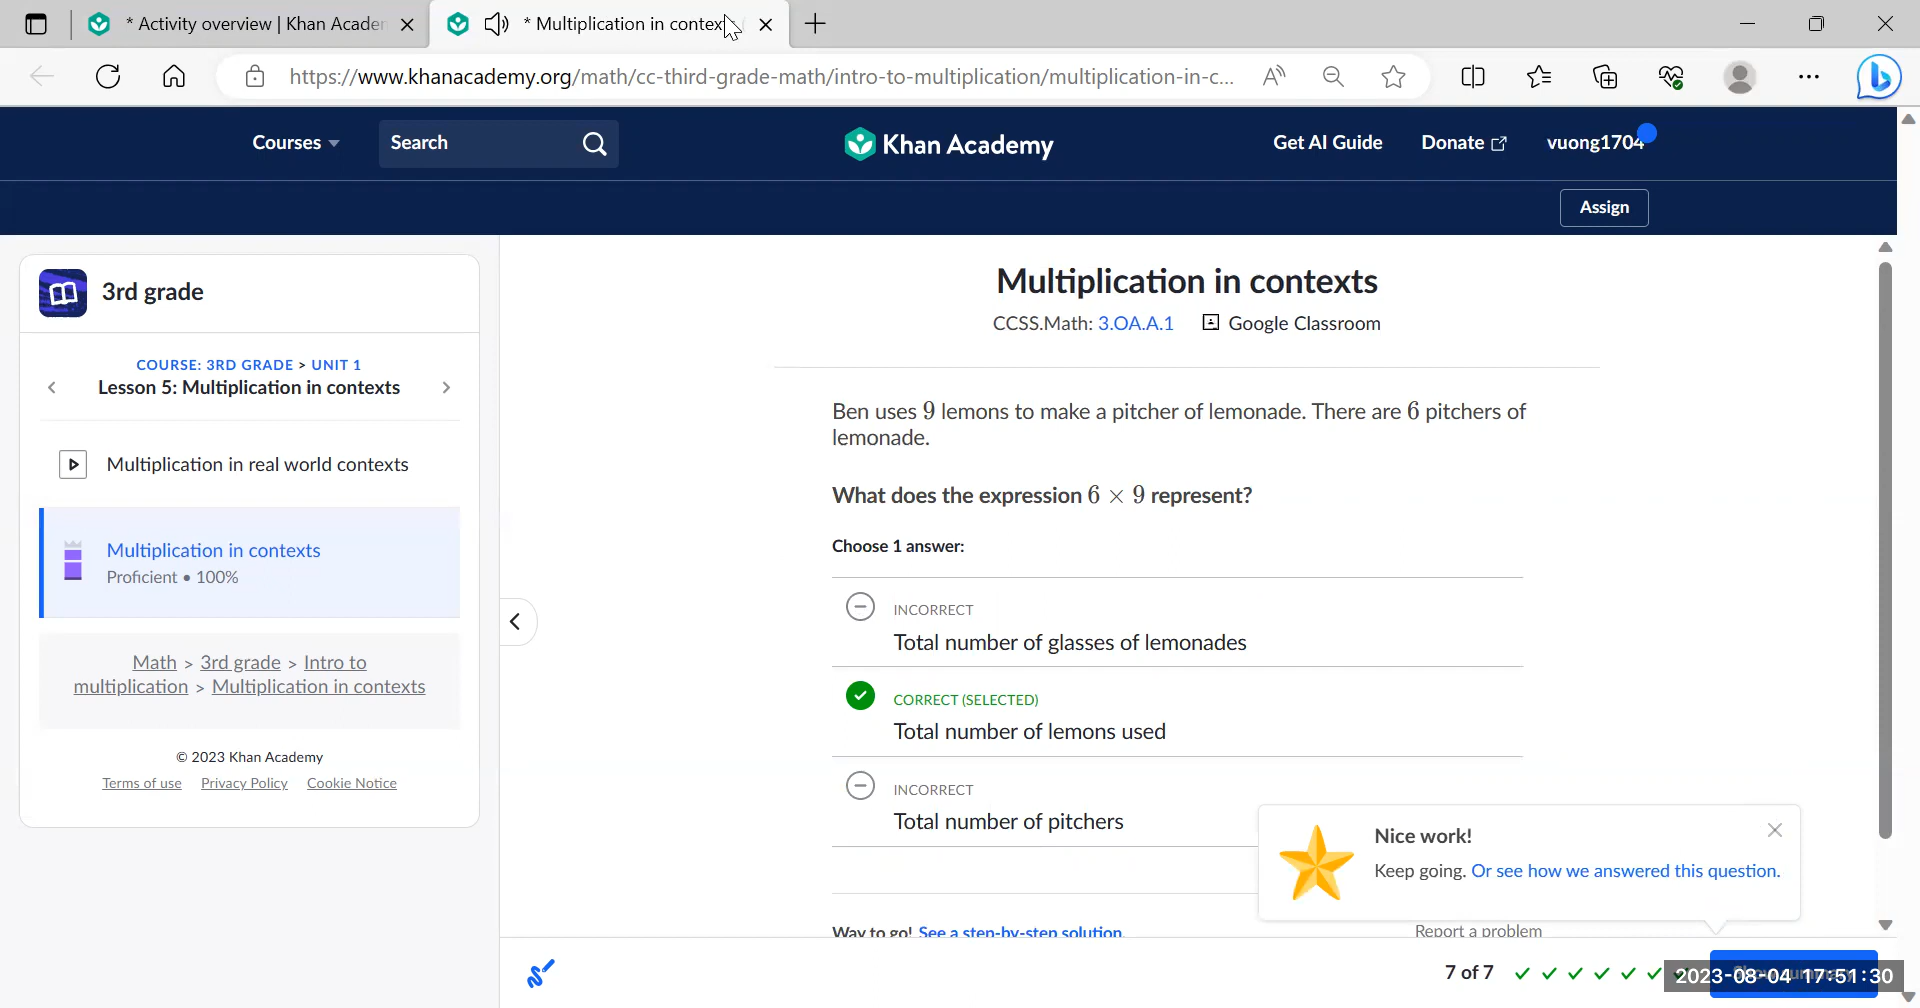 * Activity overview | Khan Acader
* Multiplication in context
https://www.khanacademy.org/math/cc-third-grade-math/intro-to-multiplication/multiplication-in-c...
Courses
Search
Khan Academy
Get AI Guide
Donate
vuong1704
Assign
3rd grade
COURSE: 3RD GRADE > UNIT 1
Lesson 5: Multiplication in contexts
Multiplication in real world contexts
Multiplication in contexts
Proficient • 100%
Math > 3rd grade > Intro to
multiplication > Multiplication in contexts
© 2023 Khan Academy
Terms of use Privacy Policy Cookie Notice
Multiplication in contexts
CCSS.Math: 3.OA.A.1 Google Classroom
Ben uses 9 lemons to make a pitcher of lemonade. There are 6 pitchers of
lemonade.
What does the expression 6 × 9 represent?
Choose 1 answer:
INCORRECT
Total number of glasses of lemonades
CORRECT (SELECTED)
Total number of lemons used
INCORRECT
Total number of pitchers
Nice work!
Keep going. Or see how we answered this question.
Way to go! See a step-by-step solution.
Report a problem
7 of 7
2023-08-04 17:51:30